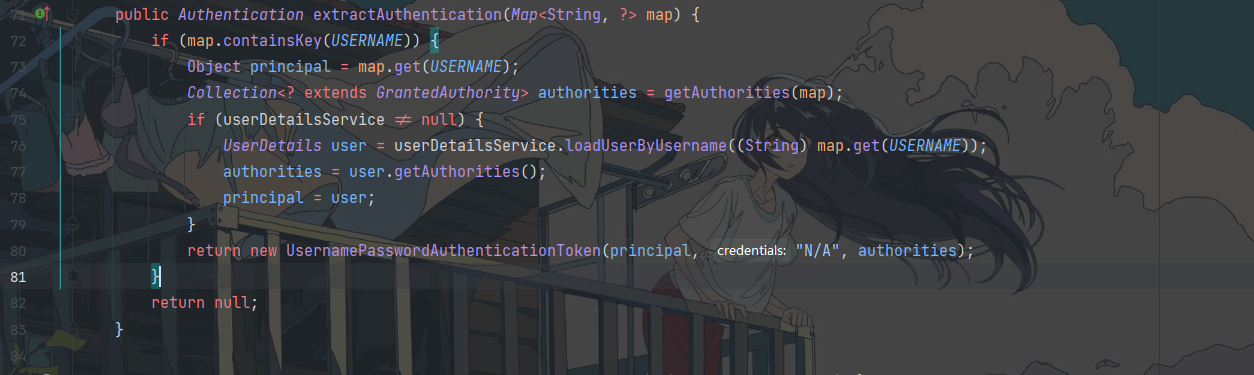 71 public Authentication extractAuthentication(Map<String, ?> map) {
72 if (map.containsKey(USERNAME)) {
73 Object principal = map.get(USERNAME);
74 Collection<? extends GrantedAuthority> authorities = getAuthorities(map);
75 if (userDetailsService ≠ null) {
76 UserDetails user = userDetailsService.loadUserByUsername((String) map.get(USERNAME));
77 authorities = user.getAuthorities();
78 principal = user;
79 }
80 return new UsernamePasswordAuthenticationToken(principal, credentials: "N/A", authorities);
81 }
82 return null;
83 }
84